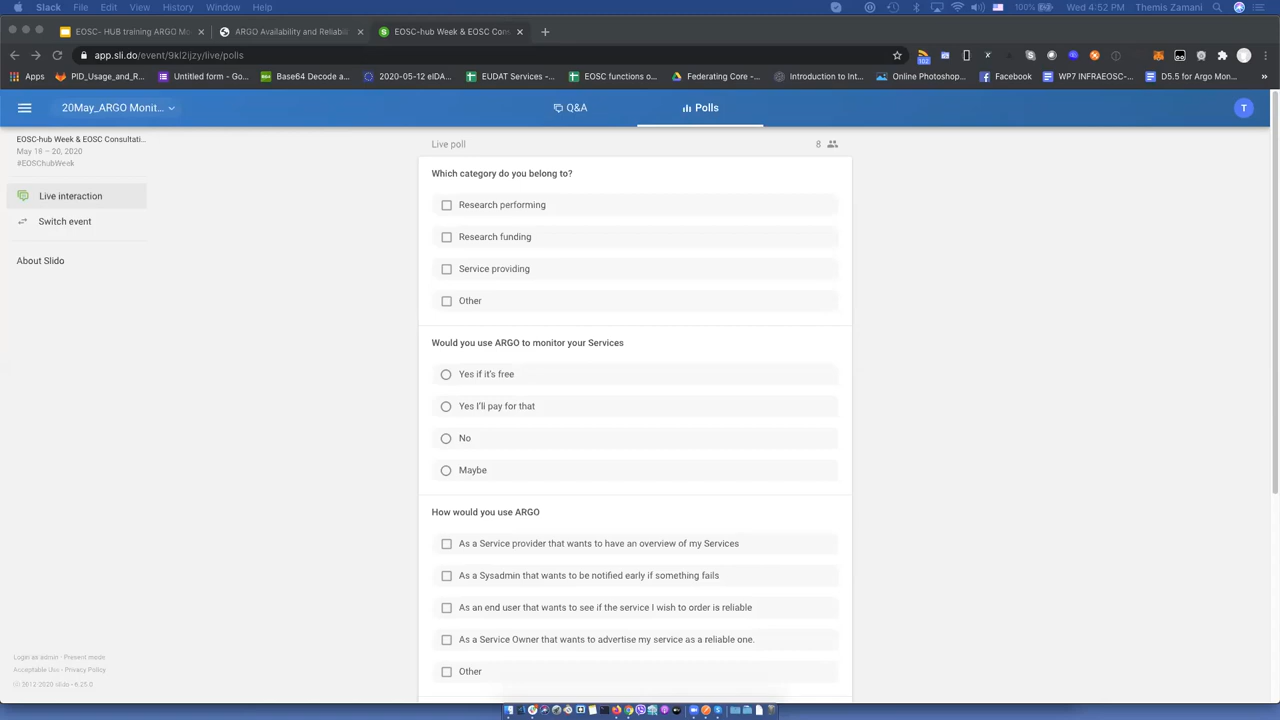 Slack File Edit View History Window Help 100% Wed 4:52 PM Themis Zamani
EOSC- HUB training ARGO Mo ARGO Availability and Reliabili EOSC-hub Week & EOSC Con
app.sli.do/event/9kl2ijzy/live/polls
Apps PID_Usage_and_R... Untitled form - Go... Base64 Decode a... 2020-05-12 eIDA... EUDAT Services -... EOSC functions o... Federating Core -... Introduction to Int... Online Photoshop... Facebook WP7 INFRAEOSC-... D5.5 for Argo Mon... »
102
20May_ARGO Monit... Q&A Polls T
EOSC-hub Week & EOSC Consultati...
May 18 – 20, 2020
#EOSChubWeek
Live interaction
Switch event
About Slido
Live poll 8
Which category do you belong to?
Research performing
Research funding
Service providing
Other
Would you use ARGO to monitor your Services
Yes if it's free
Yes I'll pay for that
No
Maybe
How would you use ARGO
As a Service provider that wants to have an overview of my Services
As a Sysadmin that wants to be notified early if something fails
As an end user that wants to see if the service I wish to order is reliable
As a Service Owner that wants to advertise my service as a reliable one.
Other
Login as admin - Present mode
Acceptable Use - Privacy Policy
© 2012-2020 slido - 25.0